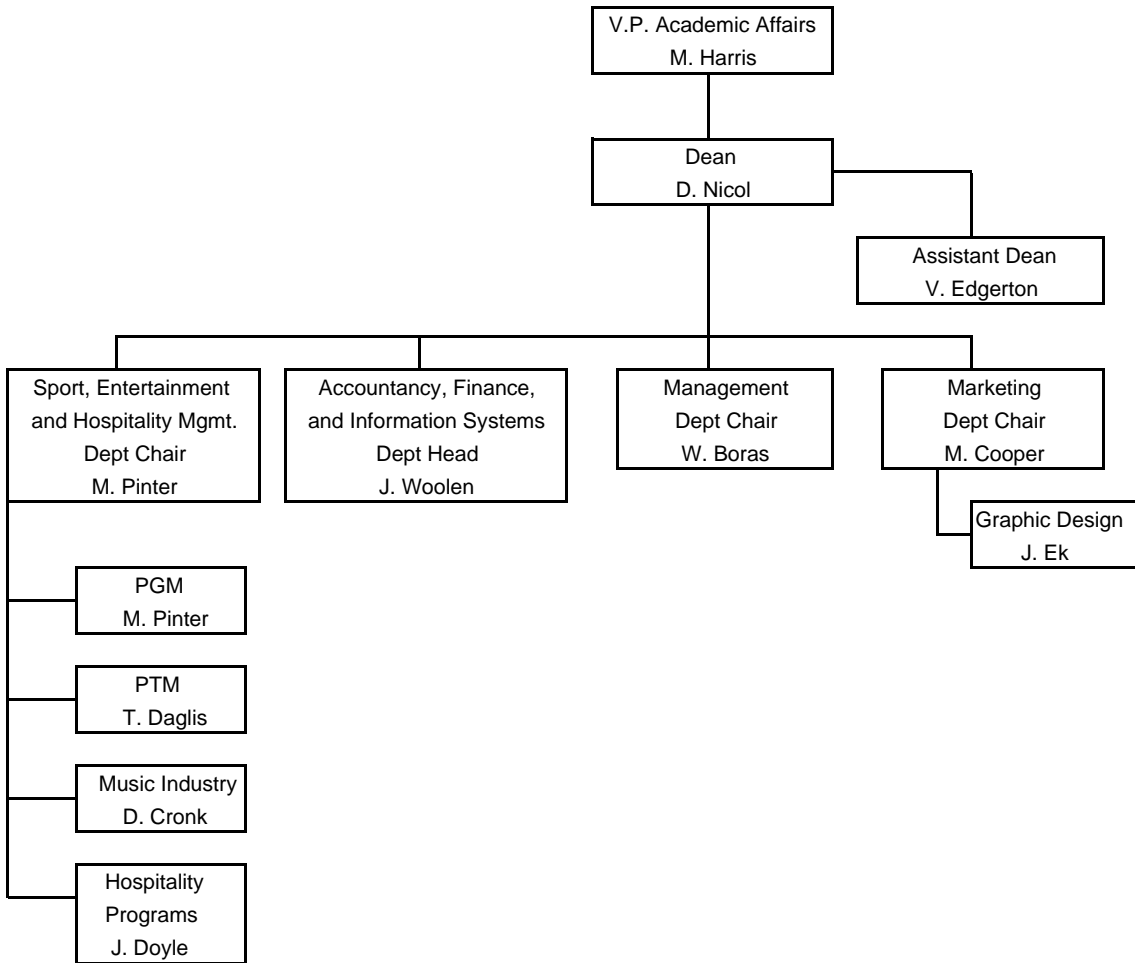 V.P. Academic Affairs
M. Harris
Dean
D. Nicol
Assistant Dean
V. Edgerton
Sport, Entertainment
and Hospitality Mgmt.
Dept Chair
M. Pinter
Accountancy, Finance,
and Information Systems
Dept Head
J. Woolen
Management
Dept Chair
W. Boras
Marketing
Dept Chair
M. Cooper
Graphic Design
J. Ek
PGM
M. Pinter
PTM
T. Daglis
Music Industry
D. Cronk
Hospitality
Programs
J. Doyle